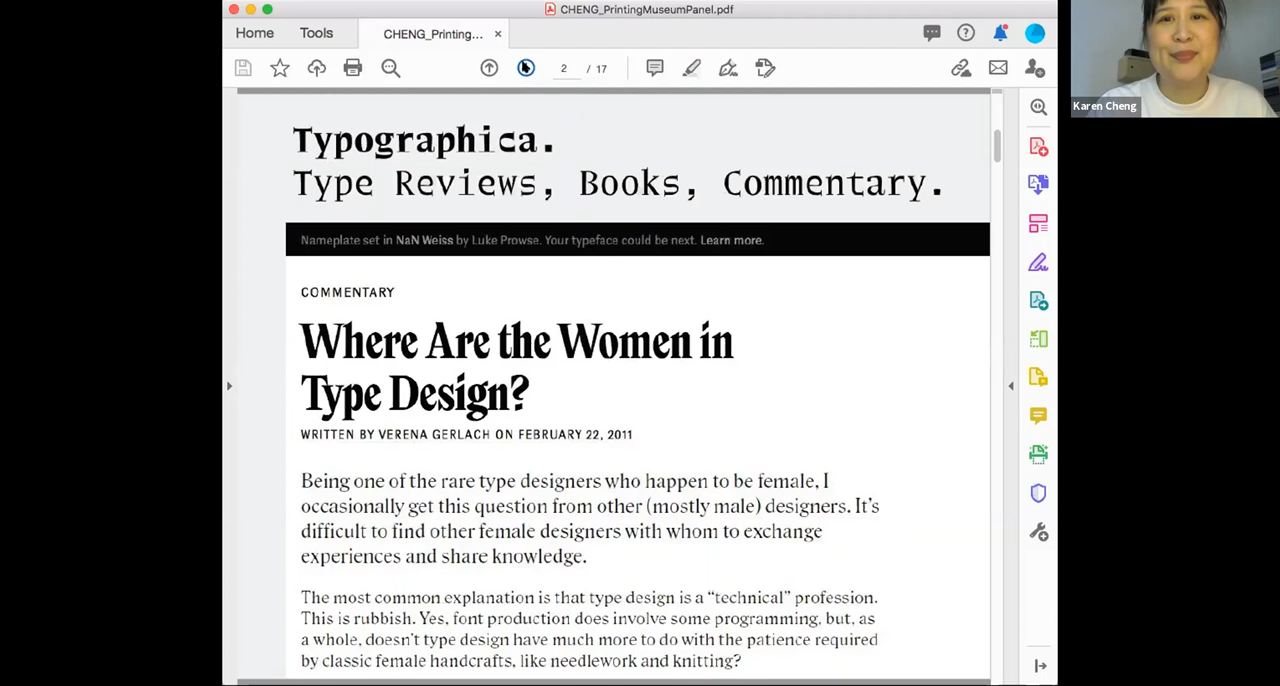 CHENG_PrintingMuseumPanel.pdf
Home Tools CHENG_Printing... ×
2 / 17
Karen Cheng
Typographica.
Type Reviews, Books, Commentary.
Nameplate set in NaN Weiss by Luke Prowse. Your typeface could be next. Learn more.
COMMENTARY
Where Are the Women in
Type Design?
WRITTEN BY VERENA GERLACH ON FEBRUARY 22, 2011
Being one of the rare type designers who happen to be female, I
occasionally get this question from other (mostly male) designers. It's
difficult to find other female designers with whom to exchange
experiences and share knowledge.
The most common explanation is that type design is a “technical” profession.
This is rubbish. Yes, font production does involve some programming, but, as
a whole, doesn't type design have much more to do with the patience required
by classic female handcrafts, like needlework and knitting?